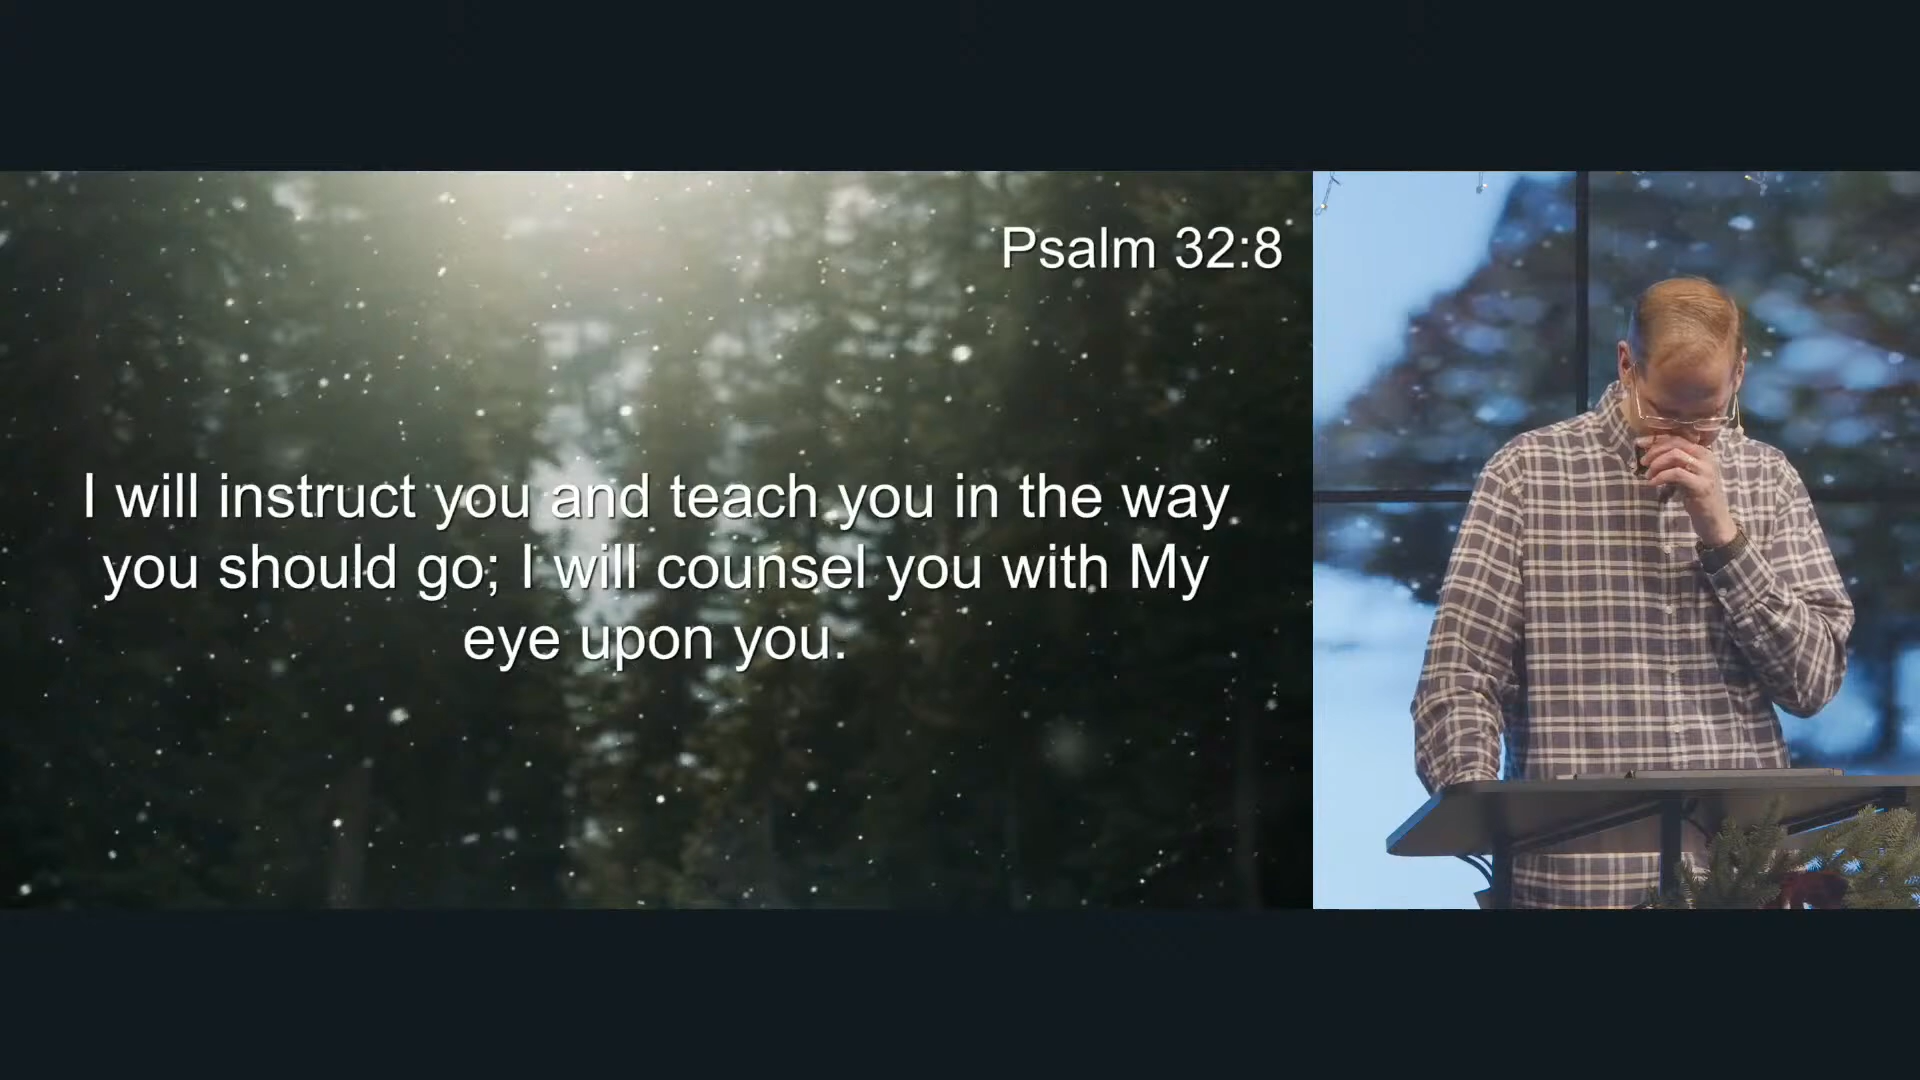 Psalm 32:8
I will instruct you and teach you in the way
you should go; I will counsel you with My
eye upon you.